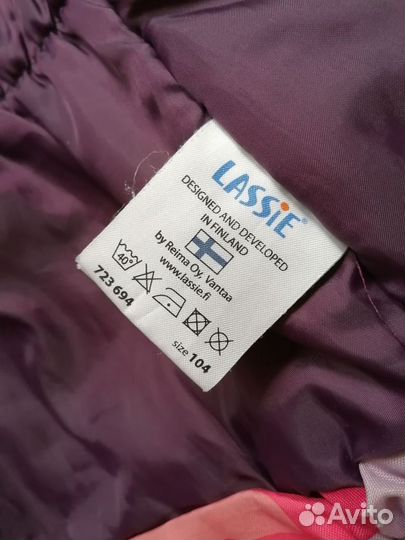 LASSiE®
DESIGNED AND DEVELOPED
IN FINLAND
by Reima Oy, Vantaa
www.lassie.fi
40°
723 694
size 104
Avito